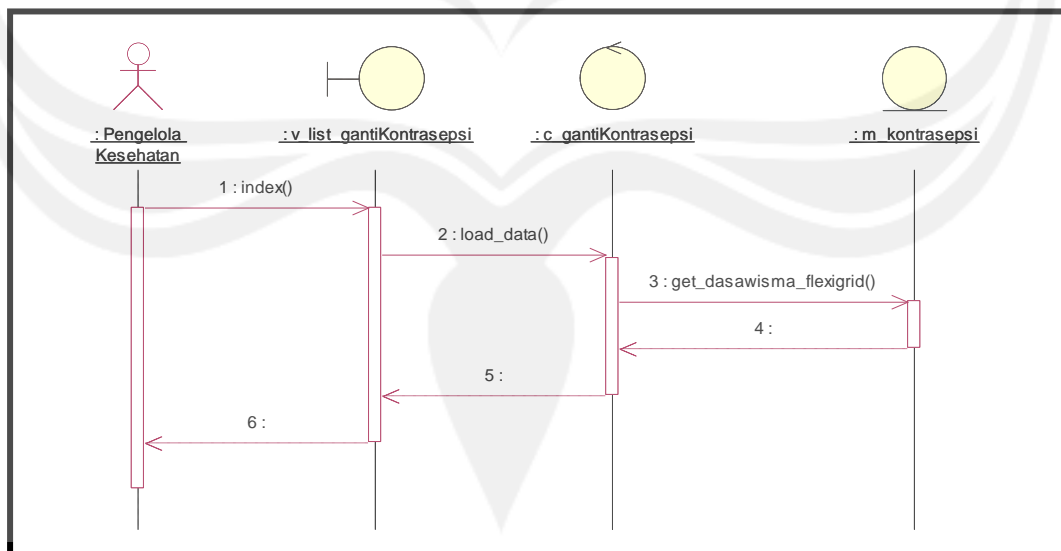 : Pengelola
Kesehatan
: v_list_gantiKontrasepsi
: c_gantiKontrasepsi
: m_kontrasepsi
1 : index()
2 : load_data()
3 : get_dasawisma_flexigrid()
4 :
5 :
6 :